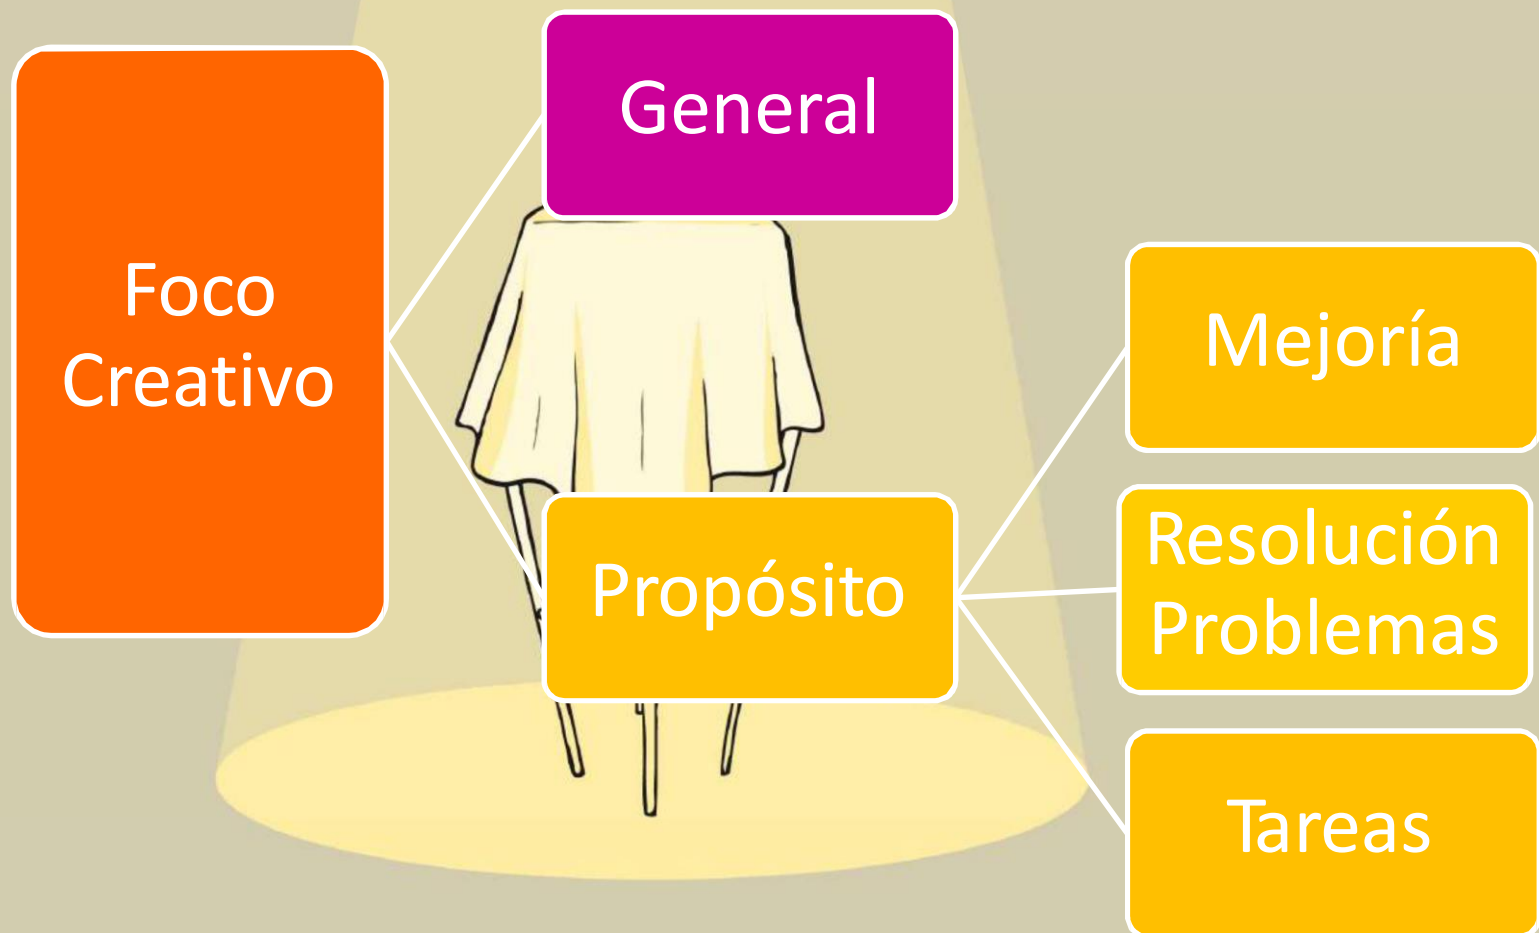 Foco
Creativo
General
Propósito
Mejoría
Resolución
Problemas
Tareas